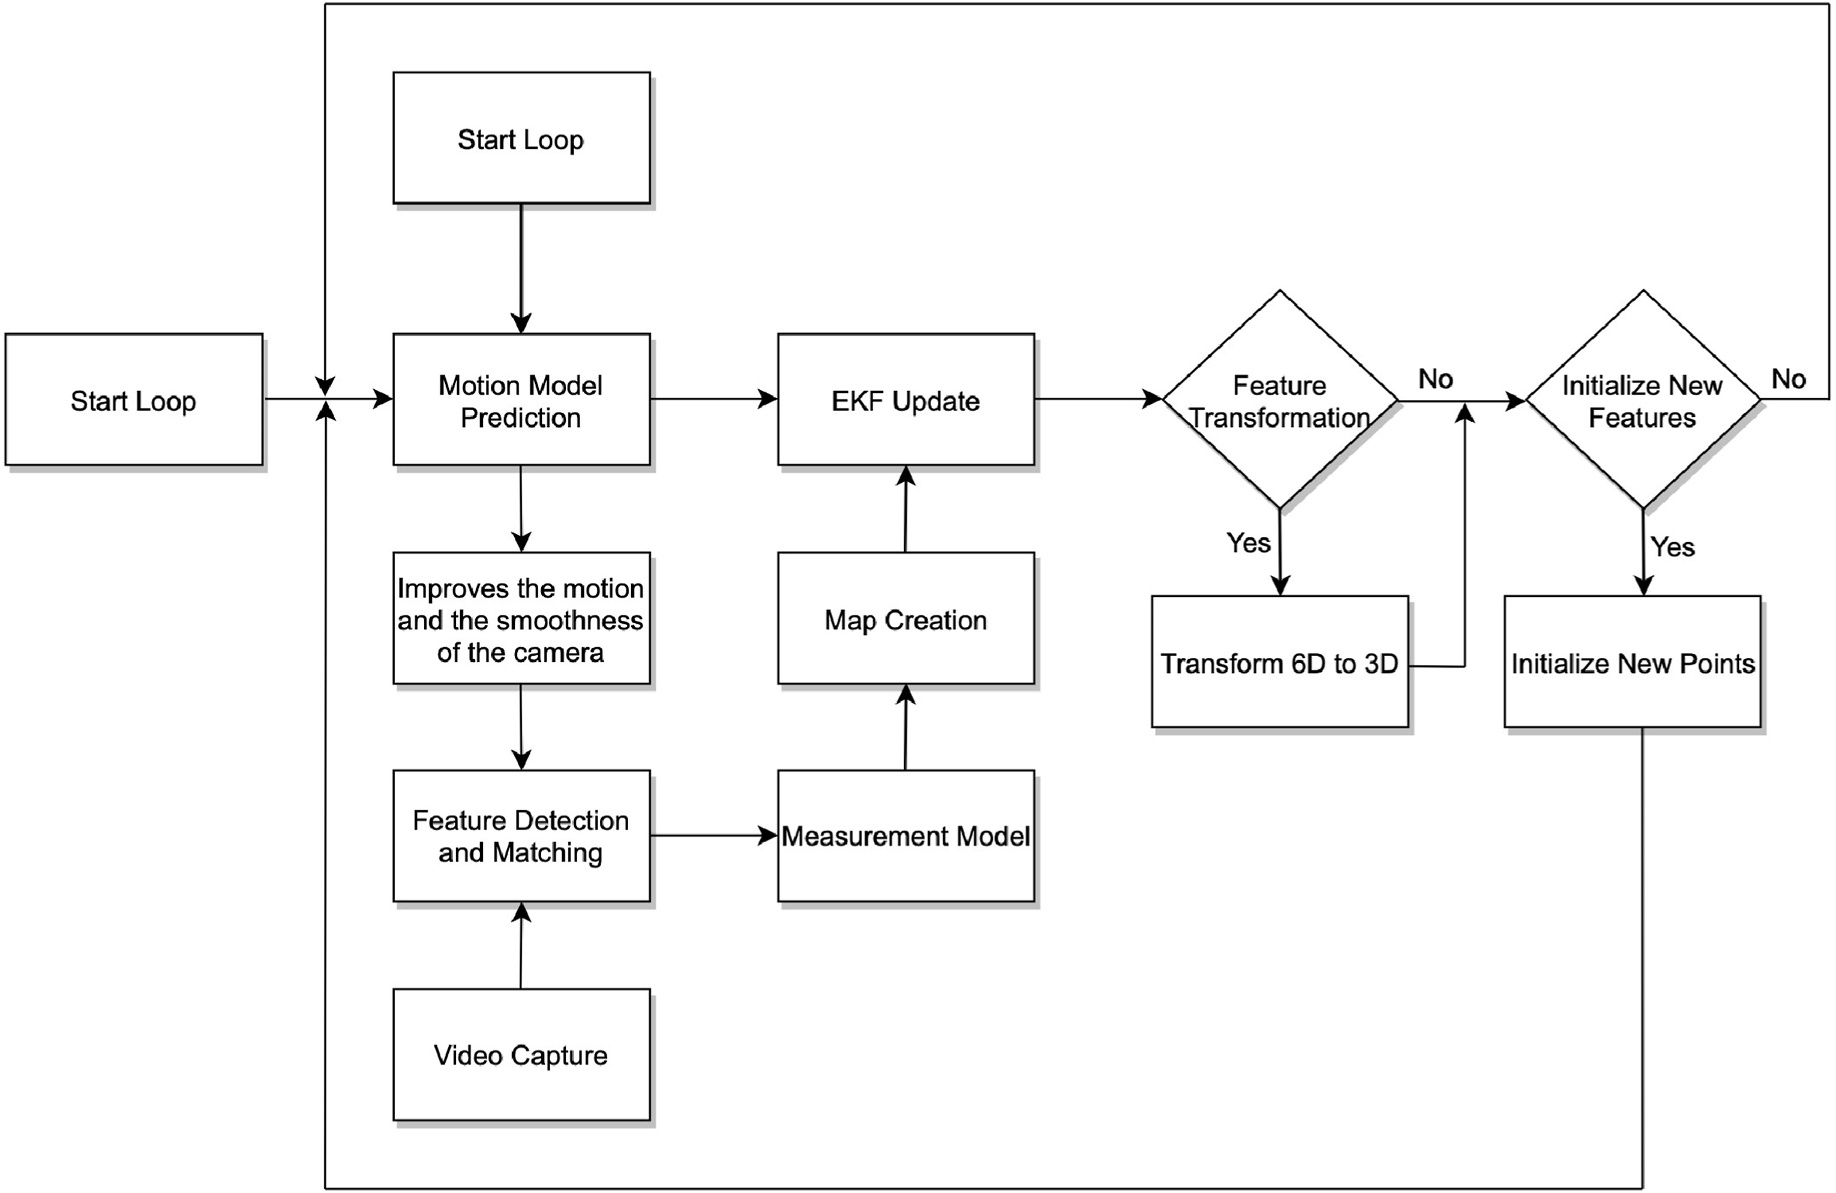 Start Loop
Start Loop
Motion Model
Prediction
EKF Update
Feature
Transformation
No
Initialize New
Features
No
Yes
Yes
Improves the motion
and the smoothness
of the camera
Map Creation
Transform 6D to 3D
Initialize New Points
Feature Detection
and Matching
Measurement Model
Video Capture